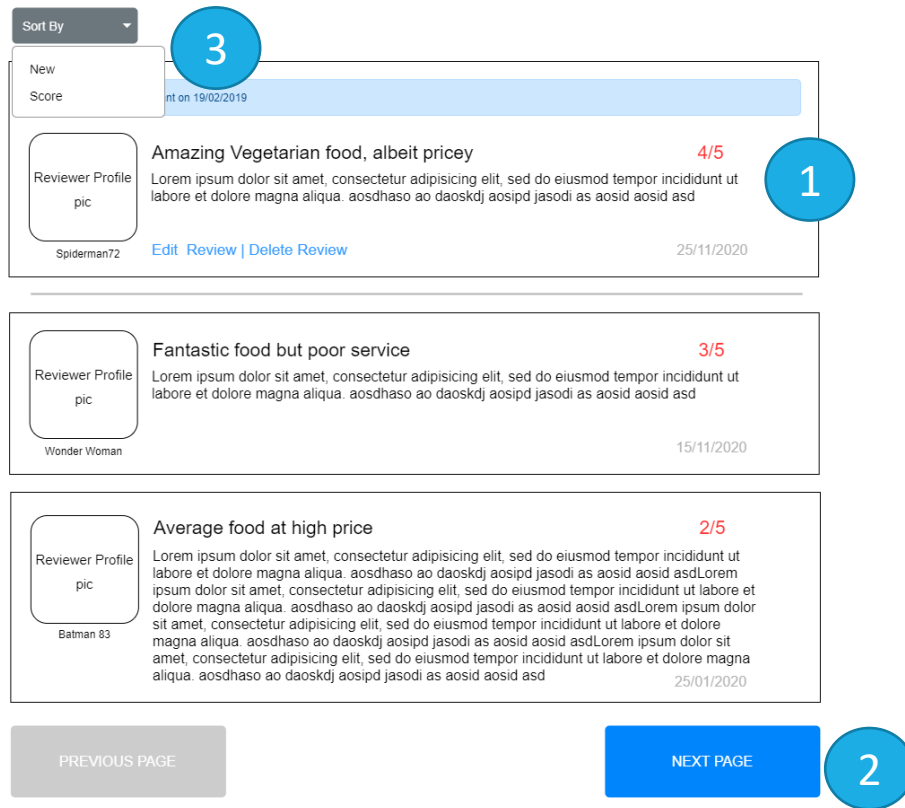 Sort By
3
New
Score
nt on 19/02/2019
Amazing Vegetarian food, albeit pricey
4/5
1
Reviewer Profile
pic
Lorem ipsum dolor sit amet, consectetur adipisicing elit, sed do eiusmod tempor incididunt ut
labore et dolore magna aliqua. aosdhaso ao daoskdj aosipd jasodi as aosid aosid asd
Spiderman72
Edit Review | Delete Review
25/11/2020
Fantastic food but poor service
3/5
Reviewer Profile
pic
Lorem ipsum dolor sit amet, consectetur adipisicing elit, sed do eiusmod tempor incididunt ut
labore et dolore magna aliqua. aosdhaso ao daoskdj aosipd jasodi as aosid aosid asd
Wonder Woman
15/11/2020
Average food at high price
2/5
Reviewer Profile
pic
Lorem ipsum dolor sit amet, consectetur adipisicing elit, sed do eiusmod tempor incididunt ut
labore et dolore magna aliqua. aosdhaso ao daoskdj aosipd jasodi as aosid aosid asdLorem
ipsum dolor sit amet, consectetur adipisicing elit, sed do eiusmod tempor incididunt ut labore et
dolore magna aliqua. aosdhaso ao daoskdj aosipd jasodi as aosid aosid asdLorem ipsum dolor
sit amet, consectetur adipisicing elit, sed do eiusmod tempor incididunt ut labore et dolore
magna aliqua. aosdhaso ao daoskdj aosipd jasodi as aosid aosid asdLorem ipsum dolor sit
amet, consectetur adipisicing elit, sed do eiusmod tempor incididunt ut labore et dolore magna
aliqua. aosdhaso ao daoskdj aosipd jasodi as aosid aosid asd
Batman 83
25/01/2020
PREVIOUS PAGE
NEXT PAGE
2